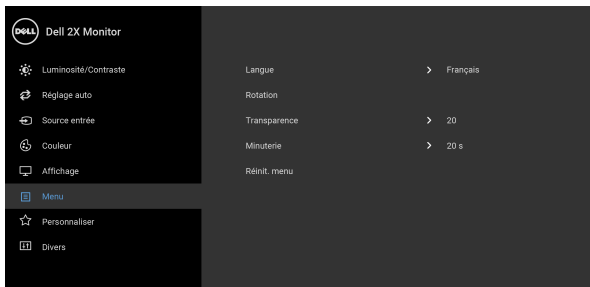 DELL Dell 2X Monitor
Luminosité/Contraste
Réglage auto
Source entrée
Couleur
Affichage
Menu
Personnaliser
Divers
Langue > Français
Rotation
Transparence > 20
Minuterie > 20 s
Réinit. menu